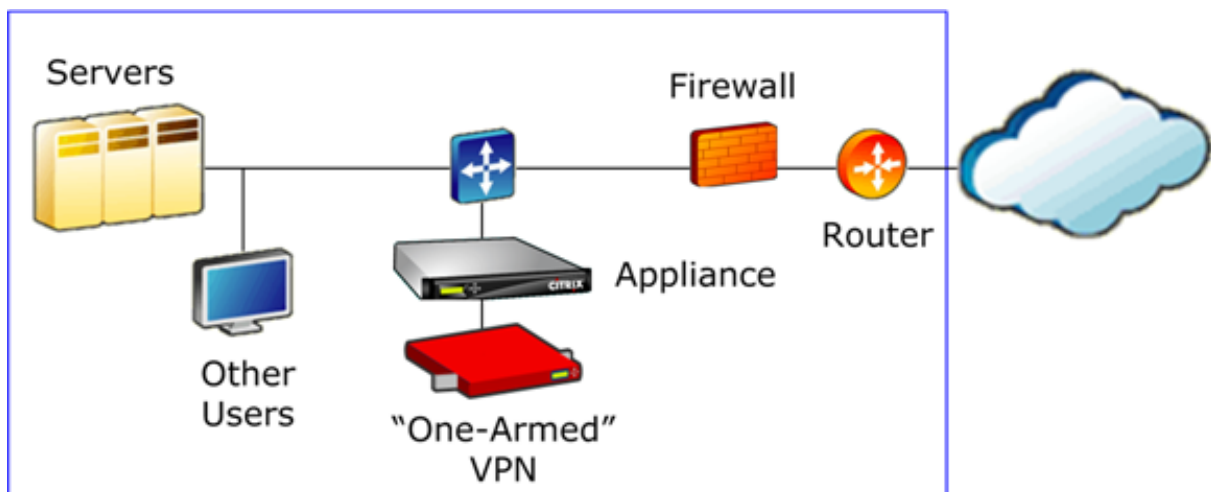 Servers
Firewall
Router
CITRIX
Appliance
Other
Users
“One-Armed”
VPN